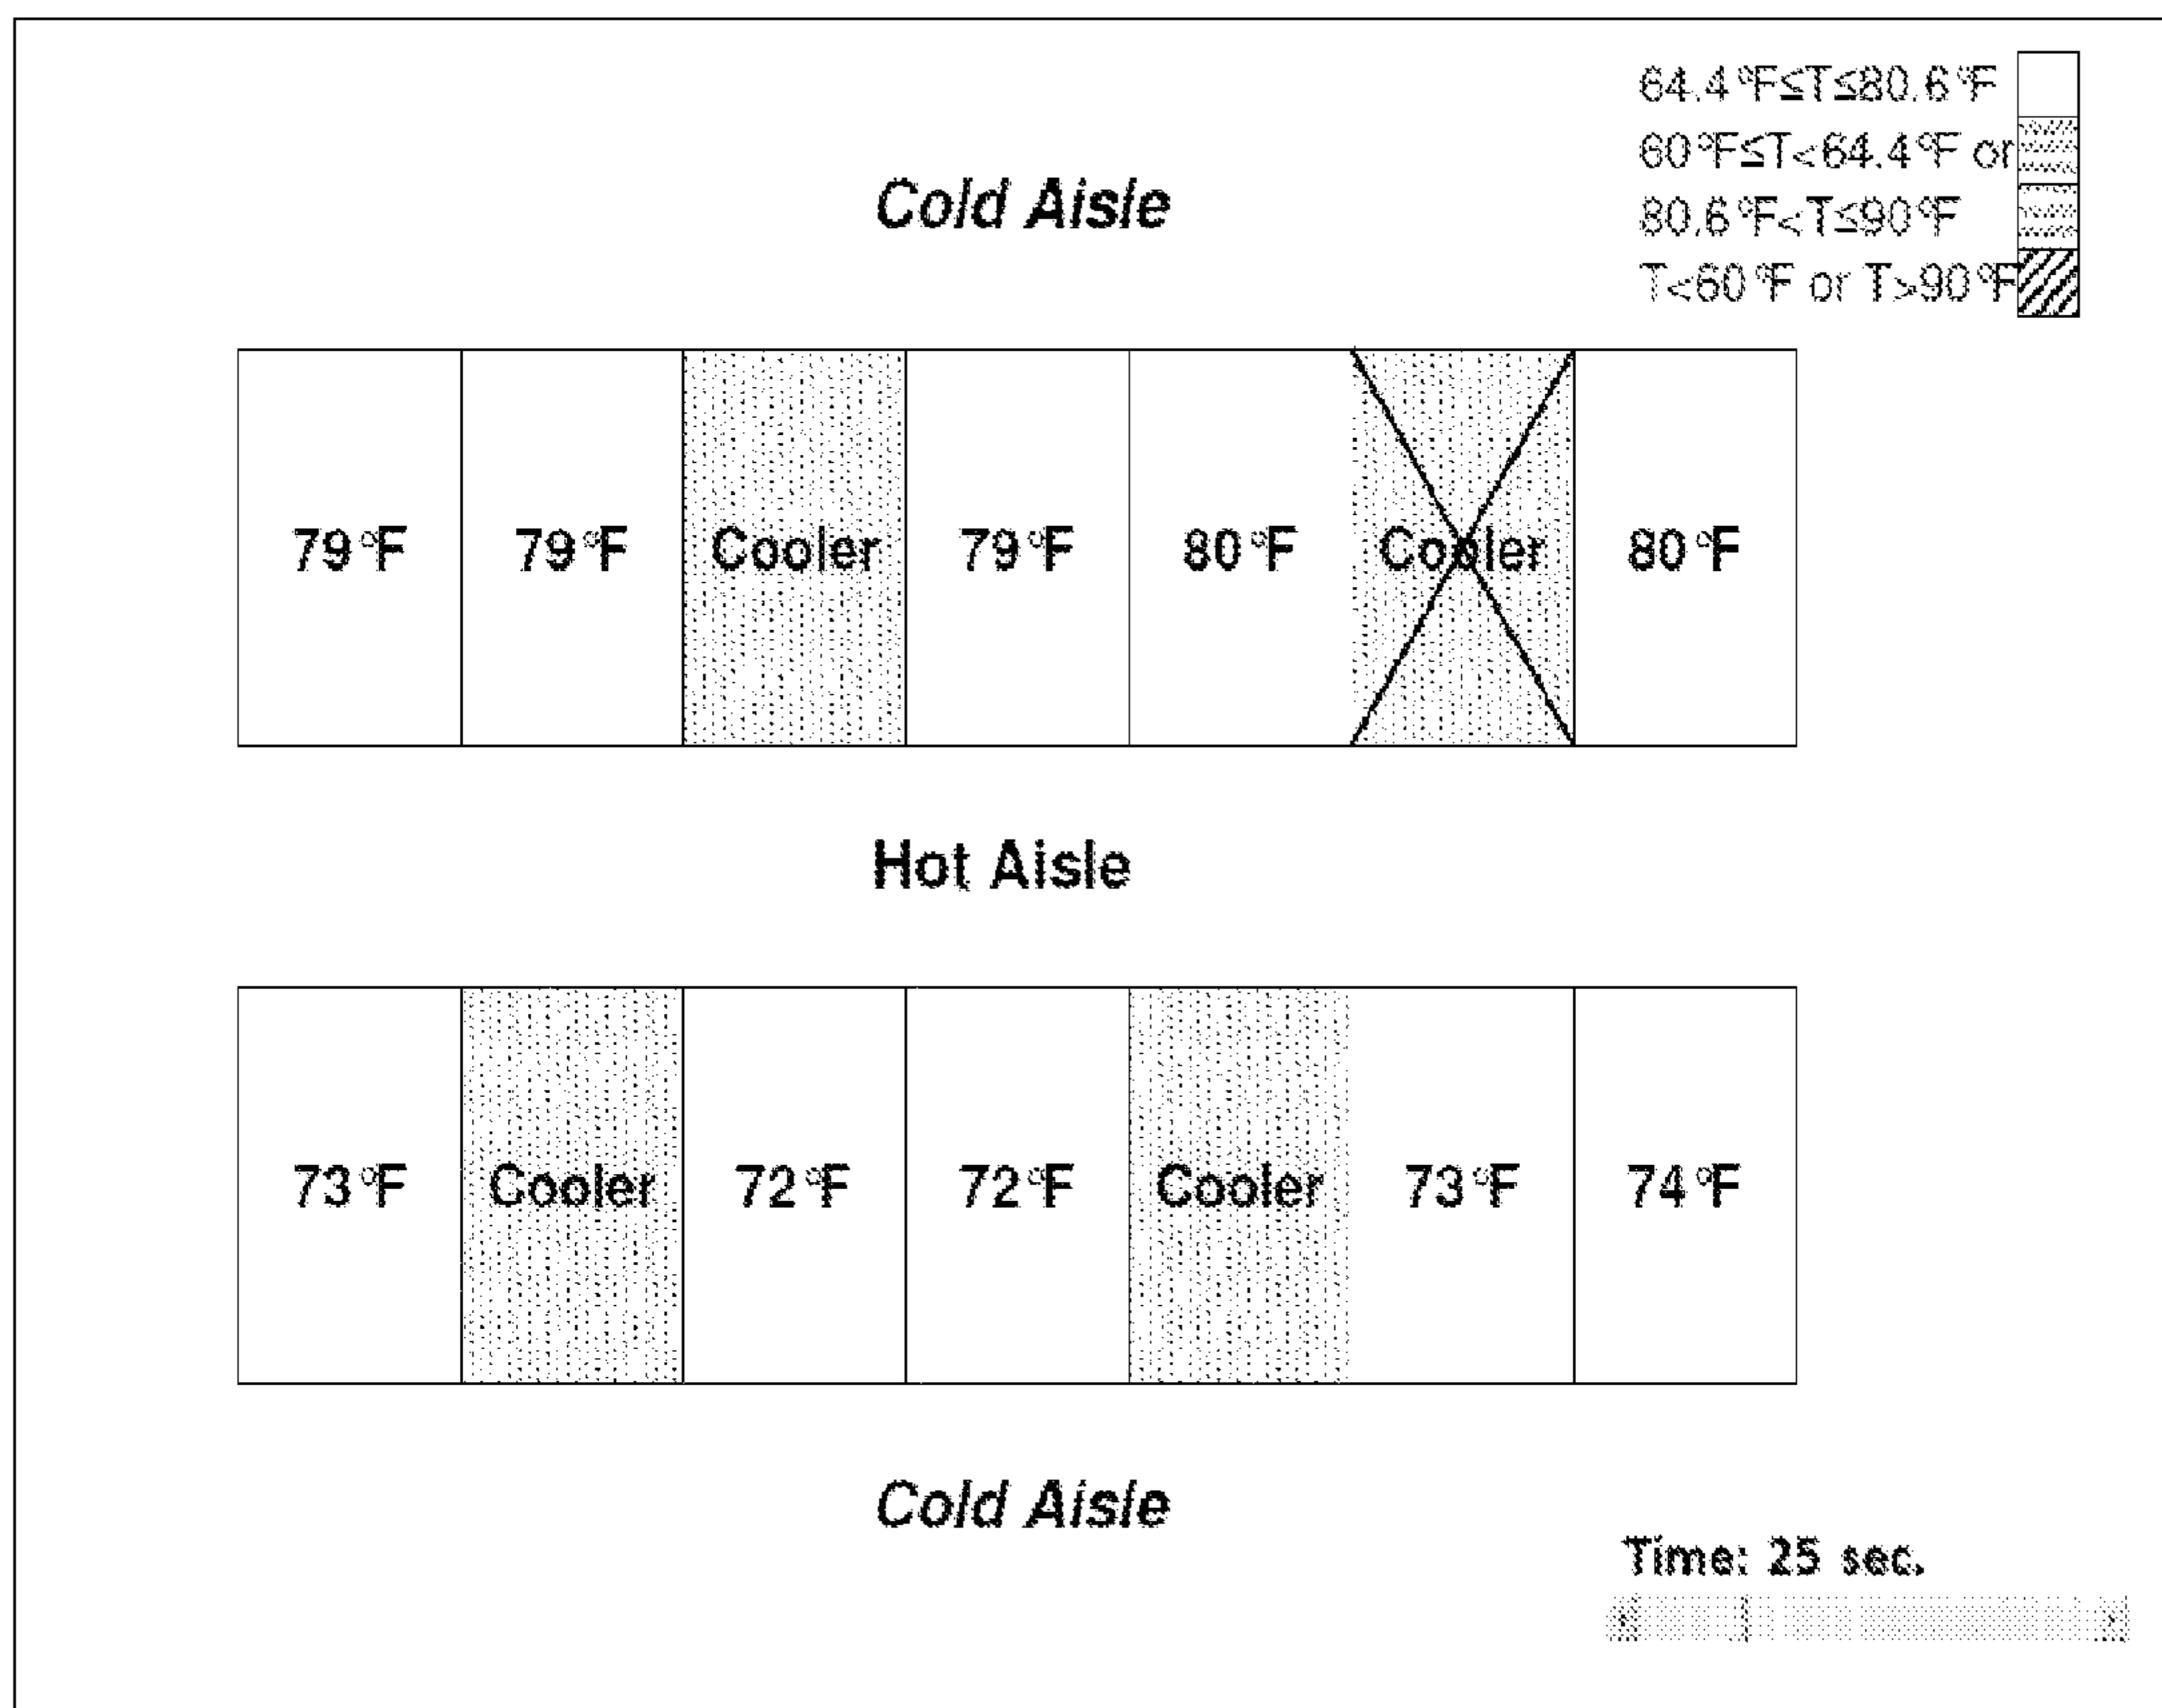 64.4°F≤T≤80.6°F
60°F≤T<64.4°F or
80.6°F<T≤90°F
T<60°F or T>90°F
Cold Aisle
79°F 79°F Cooler 79°F 80°F Cooler 80°F
Hot Aisle
73°F Cooler 72°F 72°F Cooler 73°F 74°F
Cold Aisle
Time: 25 sec.